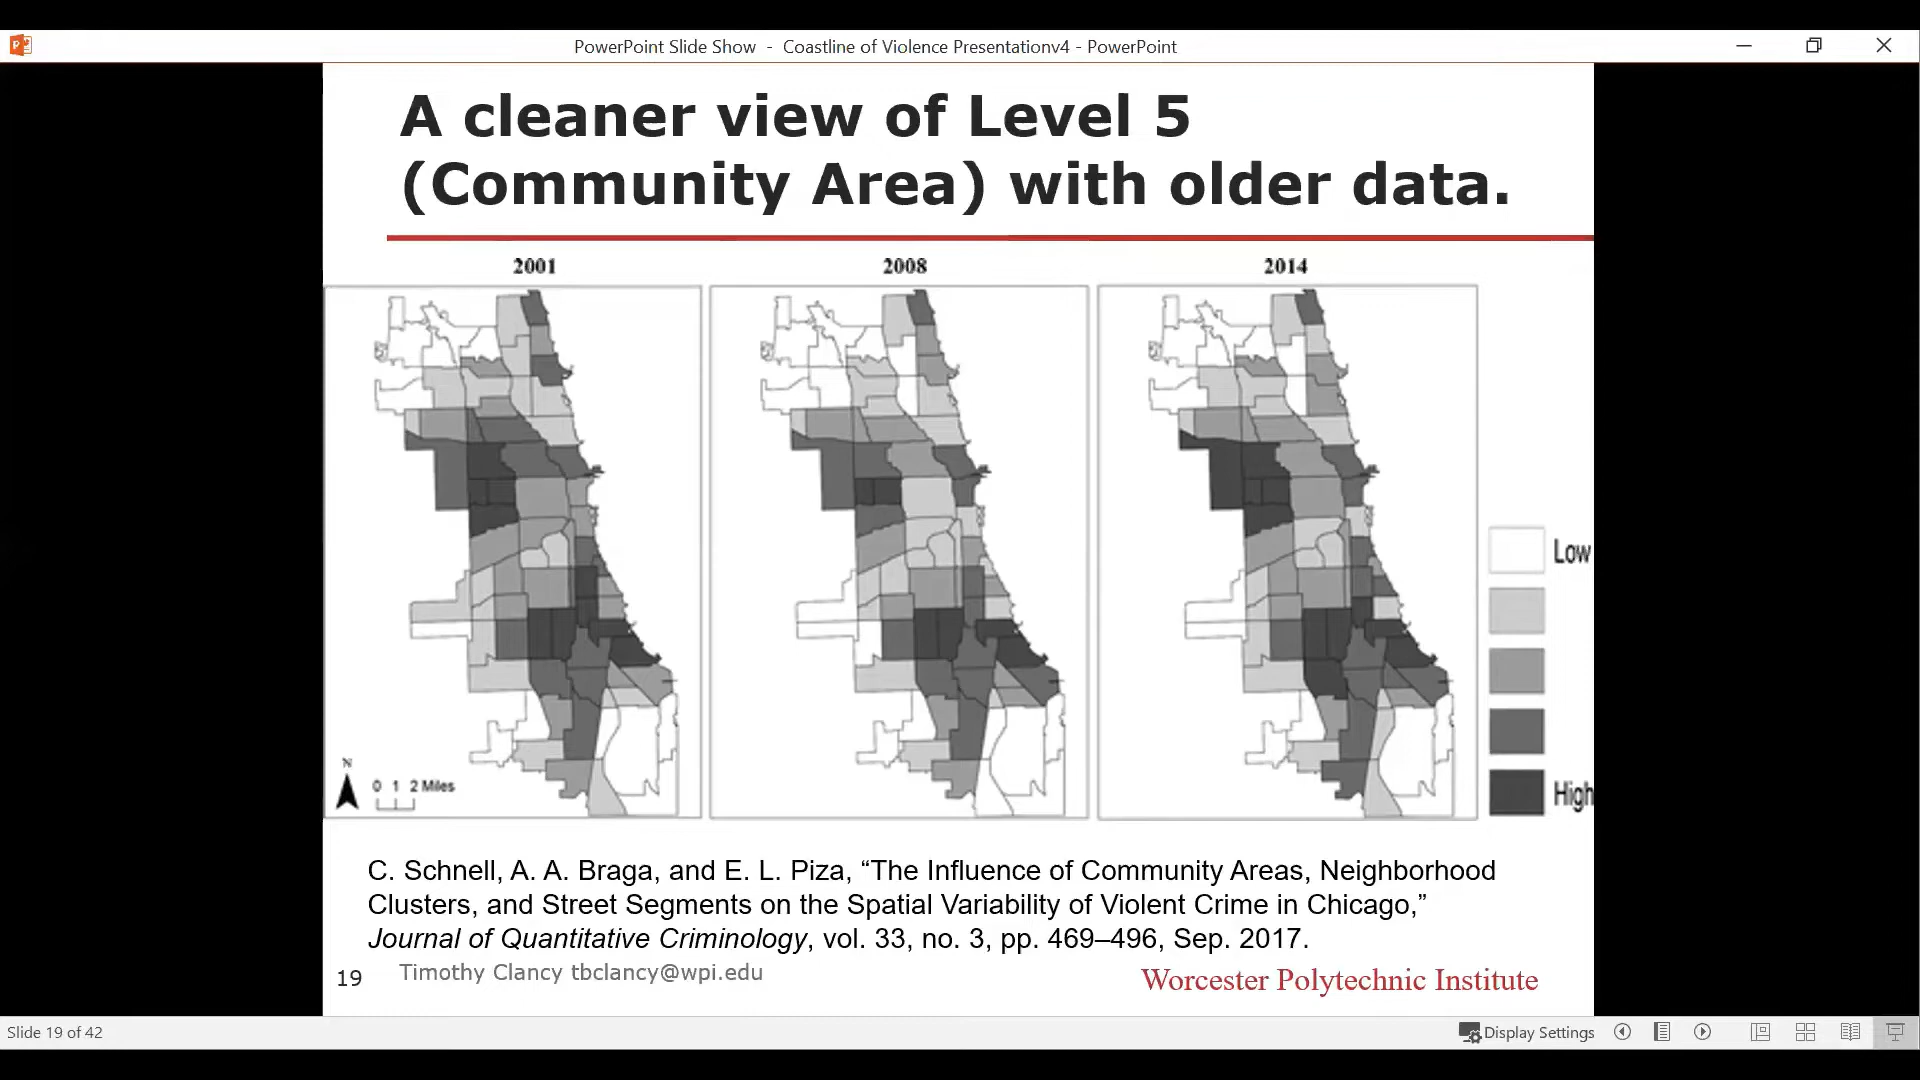 PowerPoint Slide Show - Coastline of Violence Presentationv4 - PowerPoint
A cleaner view of Level 5
(Community Area) with older data.
2001
2008
2014
Low
High
N
0 1 2 Miles
C. Schnell, A. A. Braga, and E. L. Piza, “The Influence of Community Areas, Neighborhood
Clusters, and Street Segments on the Spatial Variability of Violent Crime in Chicago,”
Journal of Quantitative Criminology, vol. 33, no. 3, pp. 469–496, Sep. 2017.
19 Timothy Clancy tbclancy@wpi.edu
Worcester Polytechnic Institute
Slide 19 of 42
Display Settings